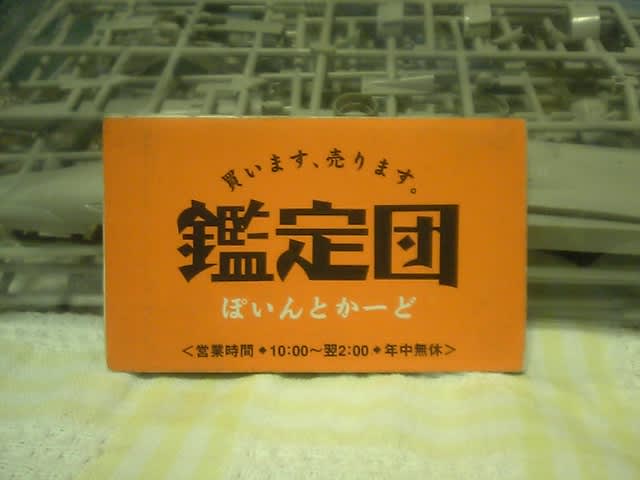 買います、売ります。
鑑定団
ぽいんとかーど
<営業時間◆10:00～翌2:00◆年中無休>